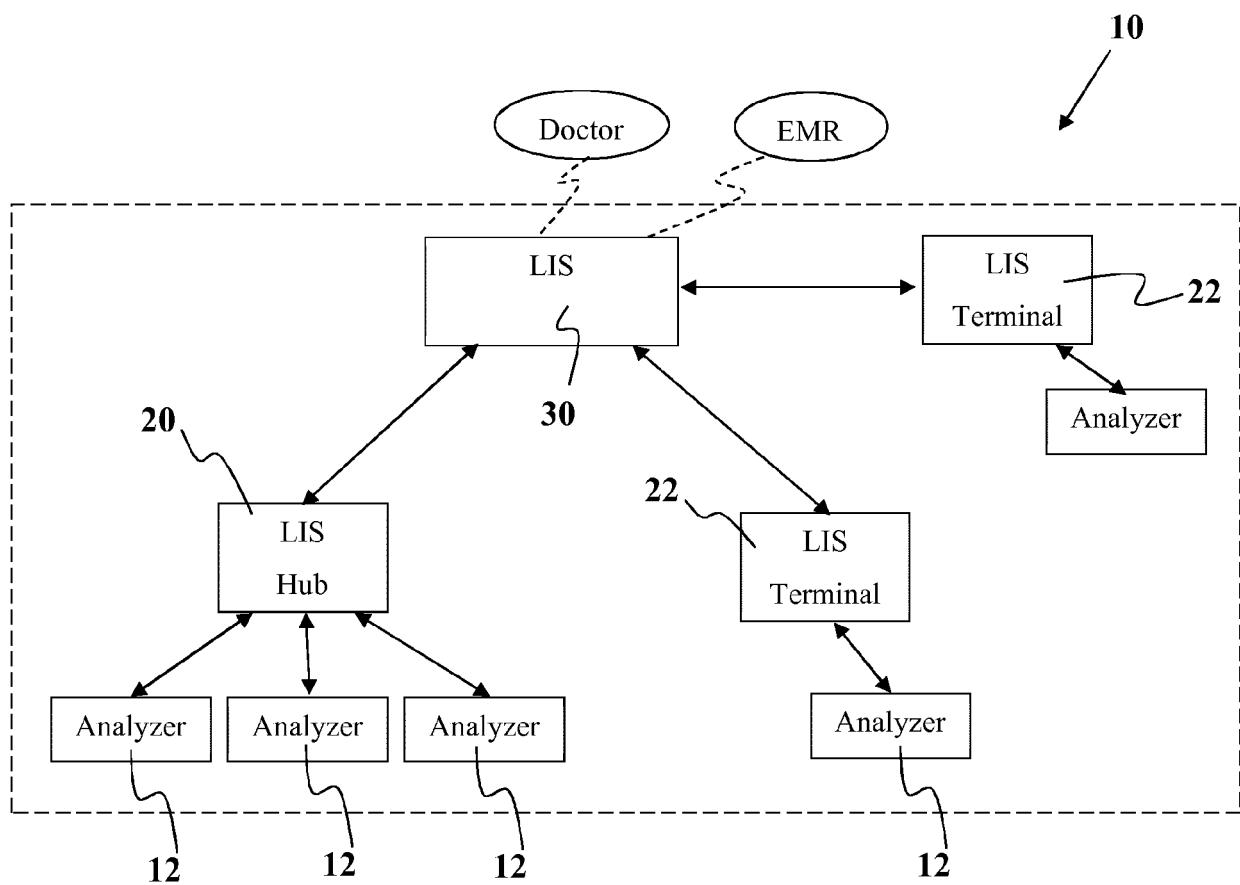 10
Doctor
EMR
LIS
LIS
Terminal
22
30
Analyzer
20
22
LIS
Hub
LIS
Terminal
Analyzer
Analyzer
Analyzer
Analyzer
12
12
12
12